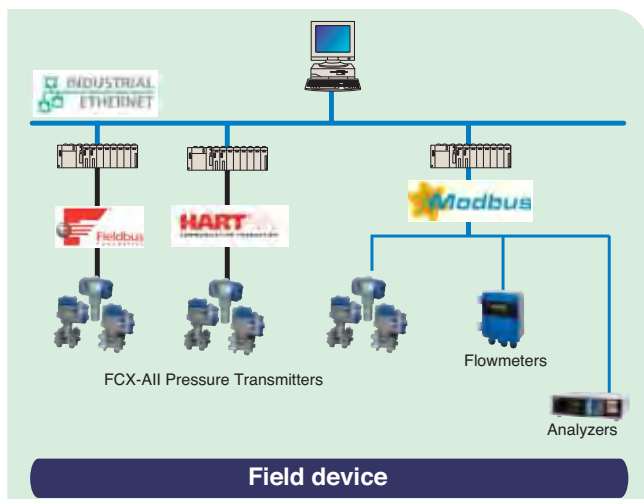 INDUSTRIAL
ETHERNET
Fieldbus
HART
Modbus
Flowmeters
FCX-AII Pressure Transmitters
Analyzers
Field device